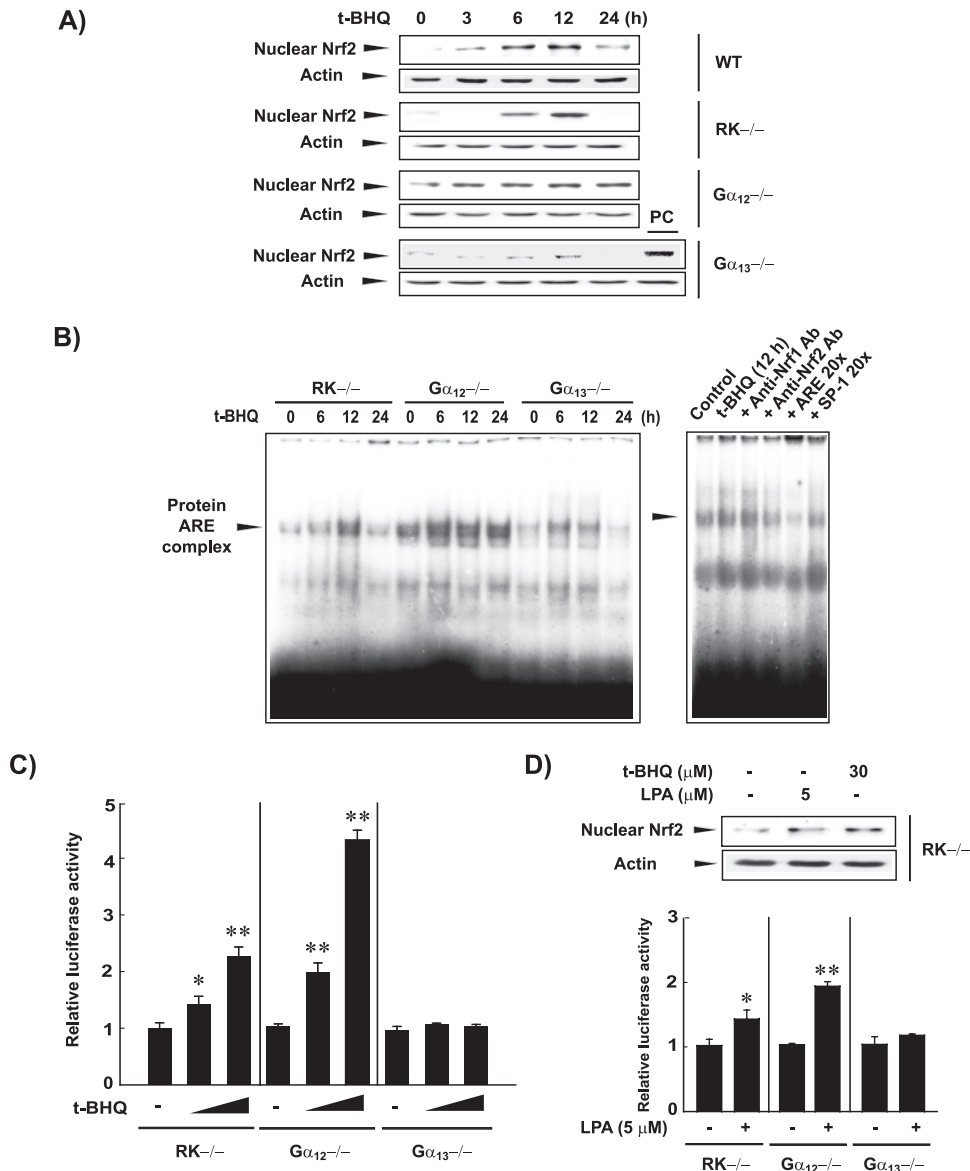 A)
t-BHQ 0 3 6 12 24 (h)
Nuclear Nrf2
Actin
WT
Nuclear Nrf2
Actin
RK−/−
Nuclear Nrf2
Actin
Gα12−/−
PC
Nuclear Nrf2
Actin
Gα13−/−
B)
RK−/− Gα12−/− Gα13−/−
t-BHQ 0 6 12 24 0 6 12 24 0 6 12 24 (h)
Protein
ARE
complex
Control
t-BHQ (12 h)
+ Anti-Nrf1 Ab
+ Anti-Nrf2 Ab
+ ARE 20x
+ SP-1 20x
C)
Relative luciferase activity
5
4
3
2
1
0
* ** ** **
t-BHQ - - -
RK−/− Gα12−/− Gα13−/−
D)
t-BHQ (μM) - - 30
LPA (μM) - 5 -
Nuclear Nrf2
Actin
RK−/−
Relative luciferase activity
3
2
1
0
* **
LPA (5 μM) - + - + - +
RK−/− Gα12−/− Gα13−/−